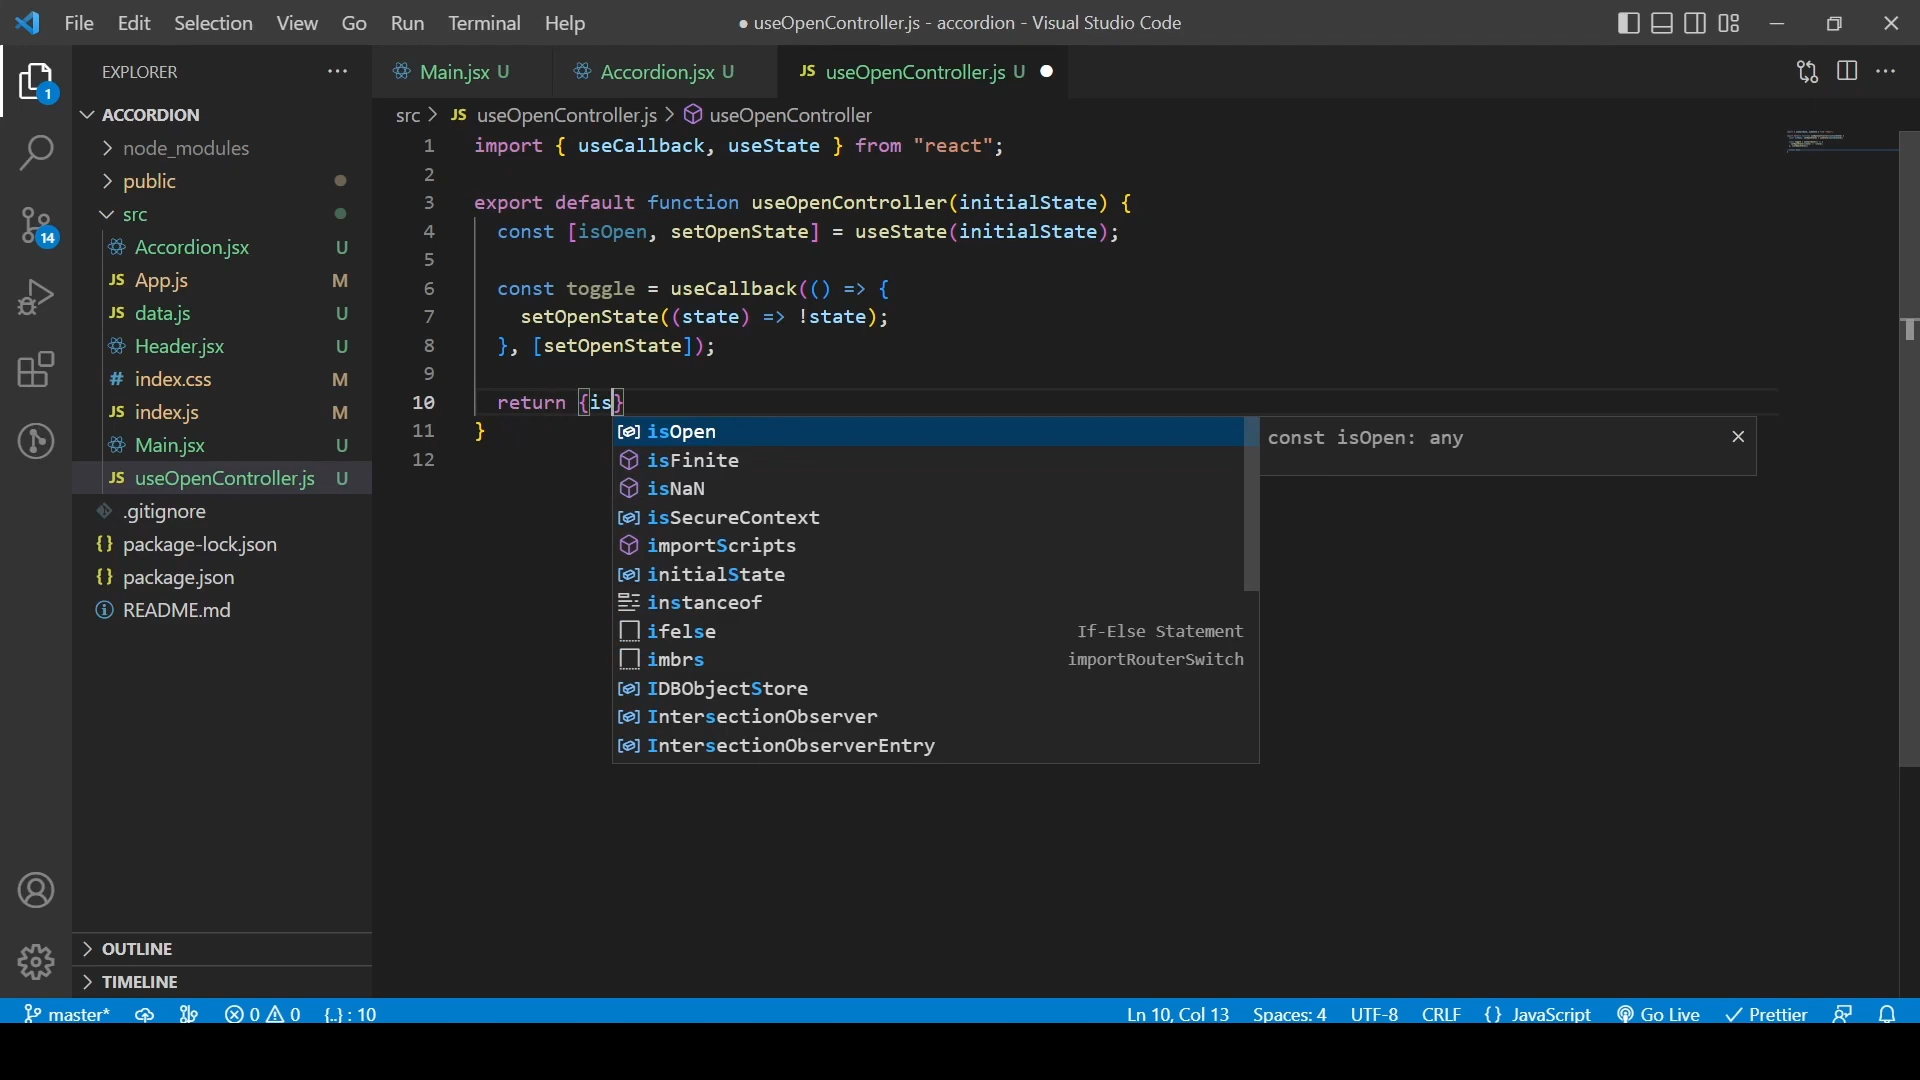 File Edit Selection View Go Run Terminal Help ● useOpenController.js - accordion - Visual Studio Code
EXPLORER
Main.jsx U
Accordion.jsx U
JS useOpenController.js U
1
ACCORDION
node_modules
public
src
Accordion.jsx U
JS App.js M
JS data.js U
Header.jsx U
# index.css M
JS index.js M
Main.jsx U
JS useOpenController.js U
.gitignore
{} package-lock.json
{} package.json
README.md
14
OUTLINE
TIMELINE
src > JS useOpenController.js > useOpenController
1 import { useCallback, useState } from "react";
2
3 export default function useOpenController(initialState) {
4 const [isOpen, setOpenState] = useState(initialState);
5
6 const toggle = useCallback(() => {
7 setOpenState((state) => !state);
8 }, [setOpenState]);
9
10 return {is}
11 }
12
isOpen
isFinite
isNaN
isSecureContext
importScripts
initialState
instanceof
ifelse If-Else Statement
imbrs importRouterSwitch
IDBObjectStore
IntersectionObserver
IntersectionObserverEntry
const isOpen: any
master* 0 0 {..} : 10 Ln 10, Col 13 Spaces: 4 UTF-8 CRLF {} JavaScript Go Live Prettier